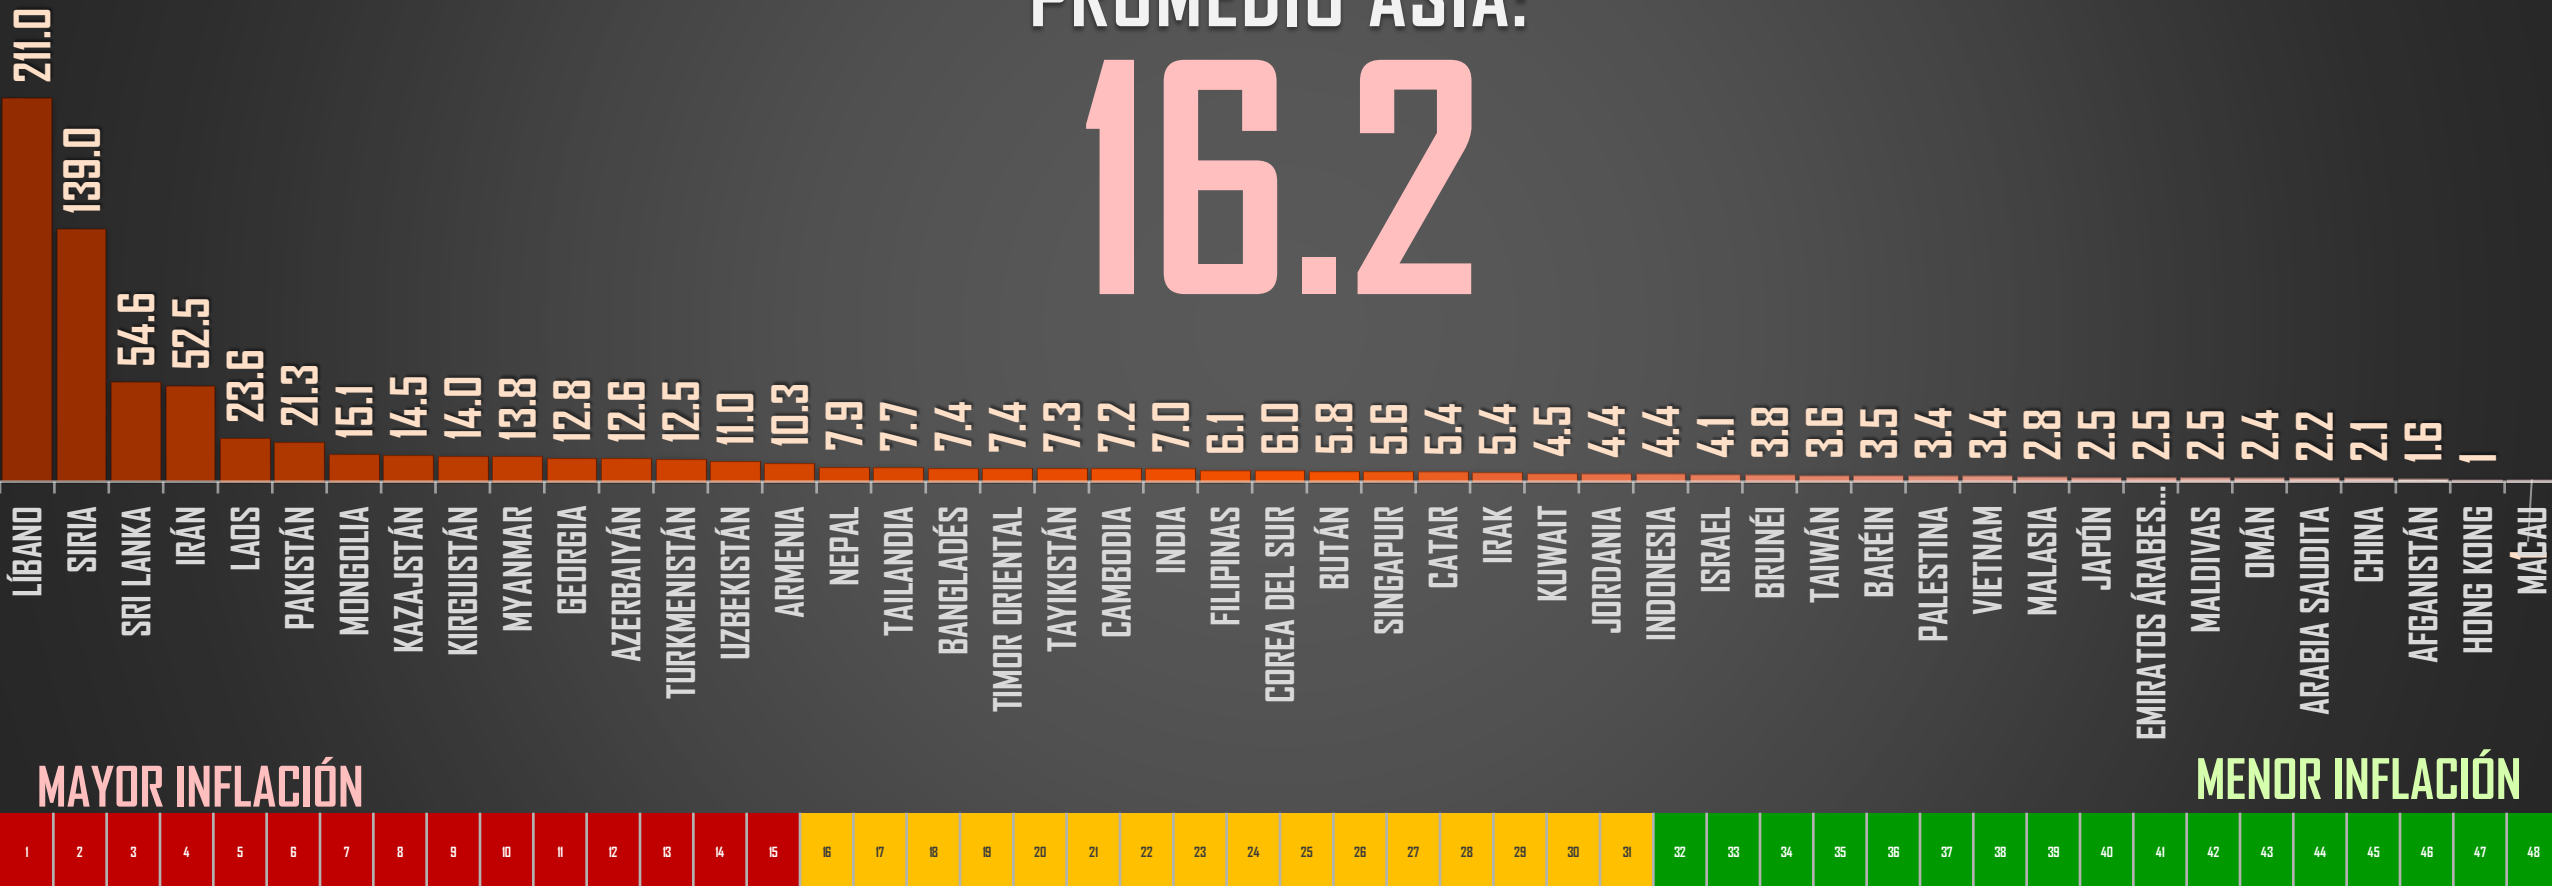 PROMEDIO ASIA:
16.2
211.0
139.0
54.6
52.5
23.6
21.3
15.1
14.5
14.0
13.8
12.8
12.6
12.5
11.0
10.3
7.9
7.7
7.4
7.4
7.3
7.2
7.0
6.1
6.0
5.8
5.6
5.4
5.4
4.5
4.4
4.4
4.1
3.8
3.6
3.5
3.4
3.4
2.8
2.5
2.5
2.5
2.4
2.2
2.1
1.6
1
1
LÍBANO
SIRIA
SRI LANKA
IRÁN
LAOS
PAKISTÁN
MONGOLIA
KAZAJSTÁN
KIRGUISTÁN
MYANMAR
GEORGIA
AZERBAIYÁN
TURKMENISTÁN
UZBEKISTÁN
ARMENIA
NEPAL
TAILANDIA
BANGLADÉS
TIMOR ORIENTAL
TAYIKISTÁN
CAMBODIA
INDIA
FILIPINAS
COREA DEL SUR
BUTÁN
SINGAPUR
CATAR
IRAK
KUWAIT
JORDANIA
INDONESIA
ISRAEL
BRUNÉI
TAIWÁN
BARÉIN
PALESTINA
VIETNAM
MALASIA
JAPÓN
EMIRATOS ÁRABES...
MALDIVAS
OMÁN
ARABIA SAUDITA
CHINA
AFGANISTÁN
HONG KONG
MACAU
MAYOR INFLACIÓN
MENOR INFLACIÓN
1 2 3 4 5 6 7 8 9 10 11 12 13 14 15 16 17 18 19 20 21 22 23 24 25 26 27 28 29 30 31 32 33 34 35 36 37 38 39 40 41 42 43 44 45 46 47 48